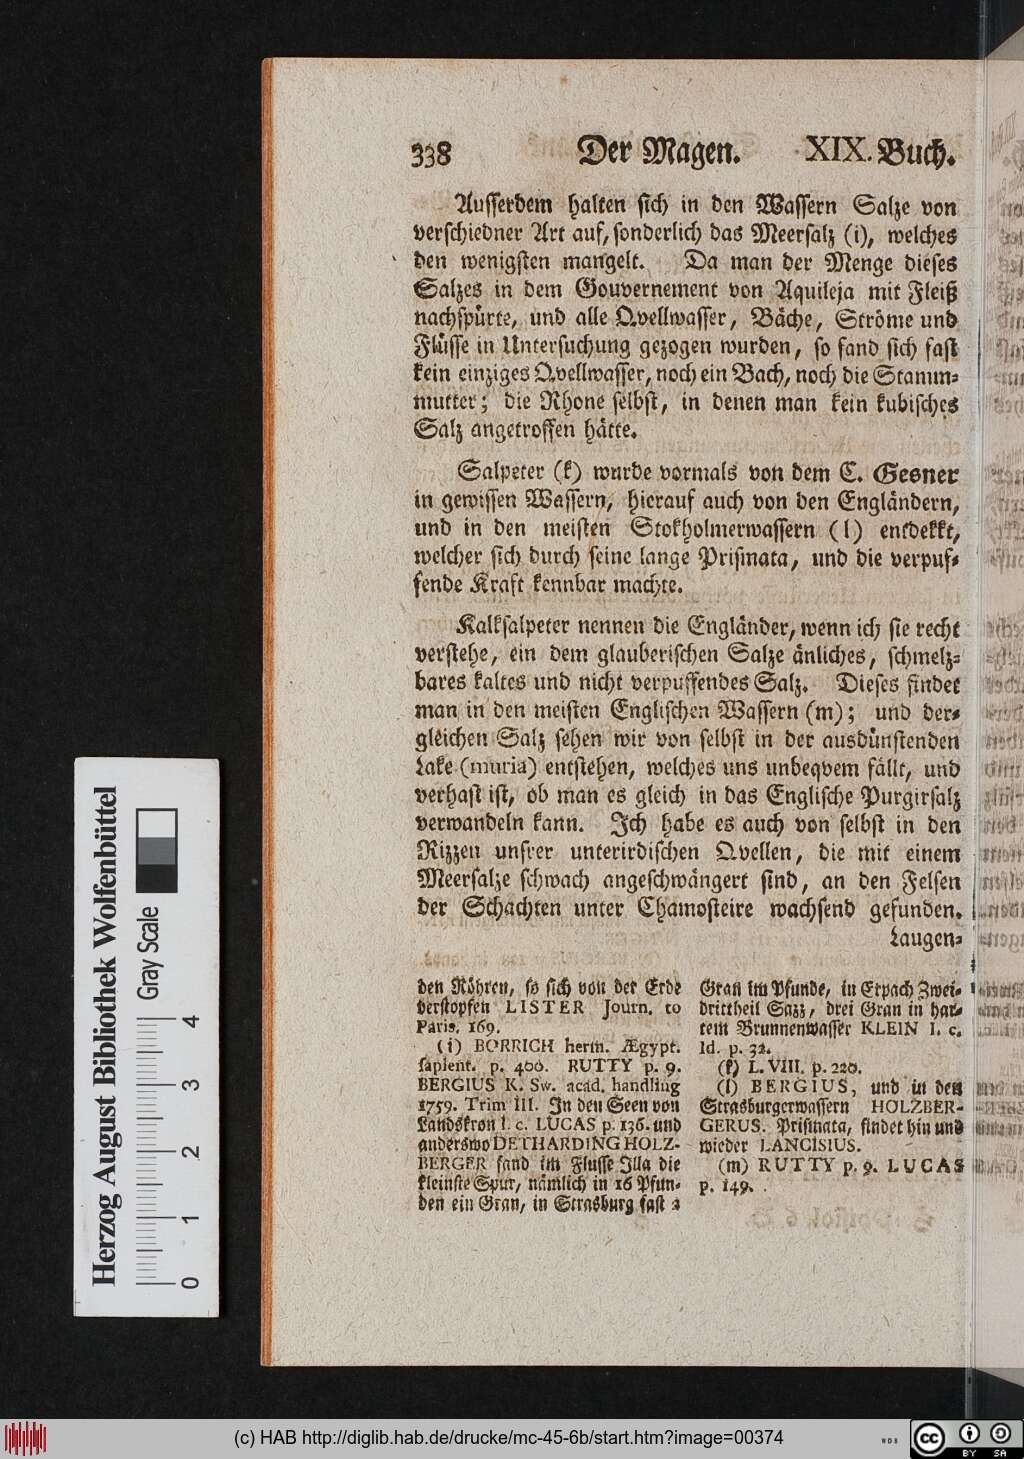 338 Der Magen. XIX. Buch.
Ausserdem halten sich in den Wassern Salze von
verschiedner Art auf, sonderlich das Meersalz (i), welches
den wenigsten mangelt. Da man der Menge dieses
Salzes in dem Gouvernement von Aquileja mit Fleiß
nachspürte, und alle Qvellwasser, Bäche, Ströme und
Flüsse in Untersuchung gezogen wurden, so fand sich fast
kein einziges Qvellwasser, noch ein Bach, noch die Stamm-
mutter; die Rhone selbst, in denen man kein kubisches
Salz angetroffen hätte.
Salpeter (k) wurde vormals von dem C. Gesner
in gewissen Wassern, hierauf auch von den Engländern,
und in den meisten Stokholmerwassern (l) entdekkt,
welcher sich durch seine lange Prismata, und die verpuf-
fende Kraft kennbar machte.
Kalksalpeter nennen die Engländer, wenn ich sie recht
verstehe, ein dem glauberischen Salze änliches, schmelz-
bares kaltes und nicht verpuffendes Salz. Dieses findet
man in den meisten Englischen Wassern (m); und der-
gleichen Salz sehen wir von selbst in der ausdünstenden
Lake (muria) entstehen, welches uns unbeqvem fällt, und
verhast ist, ob man es gleich in das Englische Purgirsalz
verwandeln kann. Ich habe es auch von selbst in den
Rizzen unsrer unterirdischen Qvellen, die mit einem
Meersalze schwach angeschwängert sind, an den Felsen
der Schachten unter Chamosteire wachsend gefunden.
Laugen-
den Röhren, so sich von der Erde
verstopfen LISTER Journ. to
Paris. 169.
(i) BORRICH herm. Ægypt.
sapient. p. 400. RUTTY p. 9.
BERGIUS K. Sw. acad. handling
1759. Trim III. In den Seen von
Landskron l. c. LUCAS p. 136. und
anderswo DETHARDING HOLZ-
BERGER fand im Flusse Illa die
kleinste Spur, nämlich in 16 Pfun-
den ein Gran, in Strasburg fast 2
Gran im Pfunde, in Erpach Zwei-
drittheil Sazz, drei Gran in har-
tem Brunnenwasser KLEIN l. c.
Id. p. 32.
(k) L. VIII. p. 220.
(l) BERGIUS, und in den
Strasburgerwassern HOLZBER-
GERUS. Prismata, findet hin und
wieder LANCISIUS.
(m) RUTTY p. 9. LUCAS
p. 149.
Herzog August Bibliothek Wolfenbüttel
Gray Scale
0 1 2 3 4
(c) HAB http://diglib.hab.de/drucke/mc-45-6b/start.htm?image=00374
WDB
cc BY SA